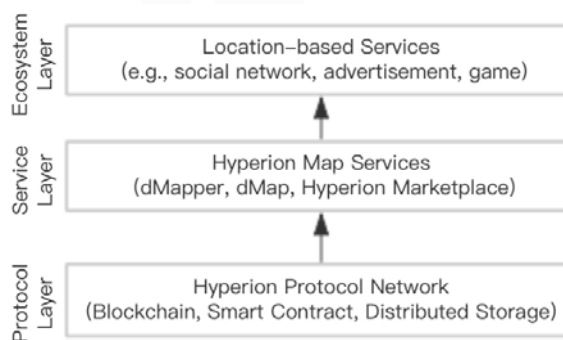 Ecosystem
Layer
Location-based Services
(e.g., social network, advertisement, game)
Service
Layer
Hyperion Map Services
(dMapper, dMap, Hyperion Marketplace)
Protocol
Layer
Hyperion Protocol Network
(Blockchain, Smart Contract, Distributed Storage)